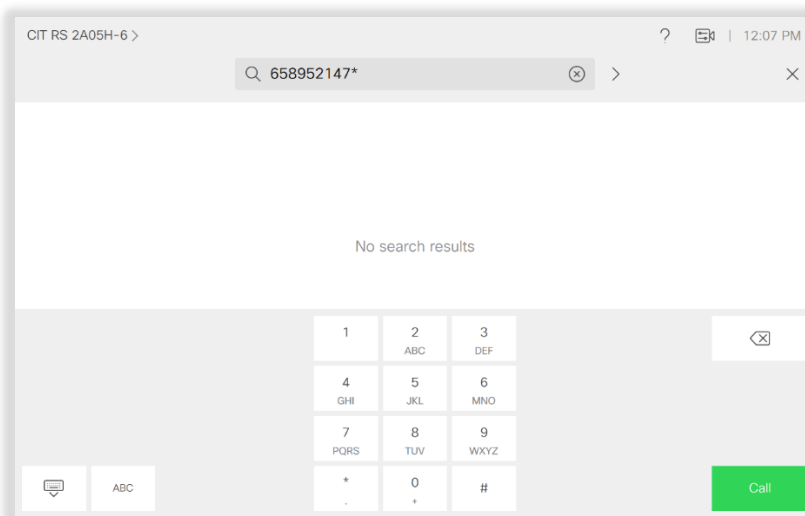 CIT RS 2A05H-6 > ? | 12:07 PM
658952147*
No search results
1 2 3
ABC DEF
4 5 6
GHI JKL MNO
7 8 9
PQRS TUV WXYZ
* 0 #
. +
ABC
Call